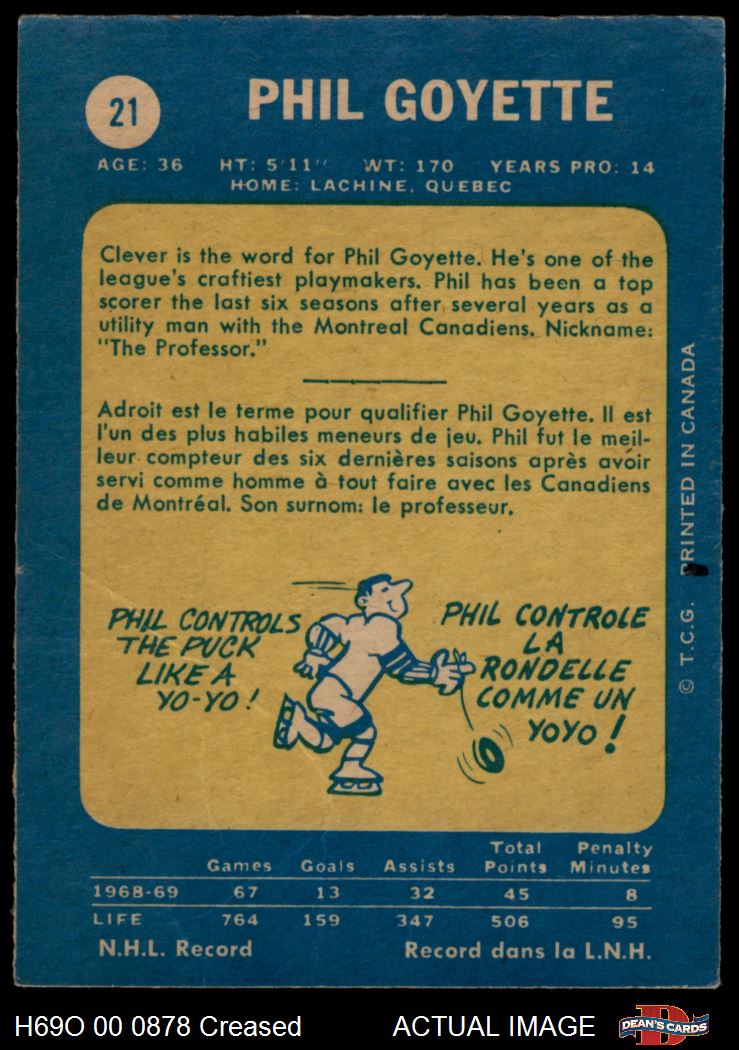 21
PHIL GOYETTE
AGE: 36 HT: 5'11" WT: 170 YEARS PRO: 14
HOME: LACHINE, QUEBEC
Clever is the word for Phil Goyette. He's one of the
league's craftiest playmakers. Phil has been a top
scorer the last six seasons after several years as a
utility man with the Montreal Canadiens. Nickname:
"The Professor."
Adroit est le terme pour qualifier Phil Goyette. Il est
l'un des plus habiles meneurs de jeu. Phil fut le meil-
leur compteur des six dernières saisons après avoir
servi comme homme à tout faire avec les Canadiens
de Montréal. Son surnom: le professeur.
PHIL CONTROLS
THE PUCK
LIKE A
YO-YO!
PHIL CONTROLE
LA
RONDELLE
COMME UN
YOYO!
© T.C.G. PRINTED IN CANADA
Games Goals Assists Total Points Penalty Minutes
1968-69 67 13 32 45 8
LIFE 764 159 347 506 95
N.H.L. Record Record dans la L.N.H.
H69O 00 0878 Creased ACTUAL IMAGE
D
DEAN'S CARDS